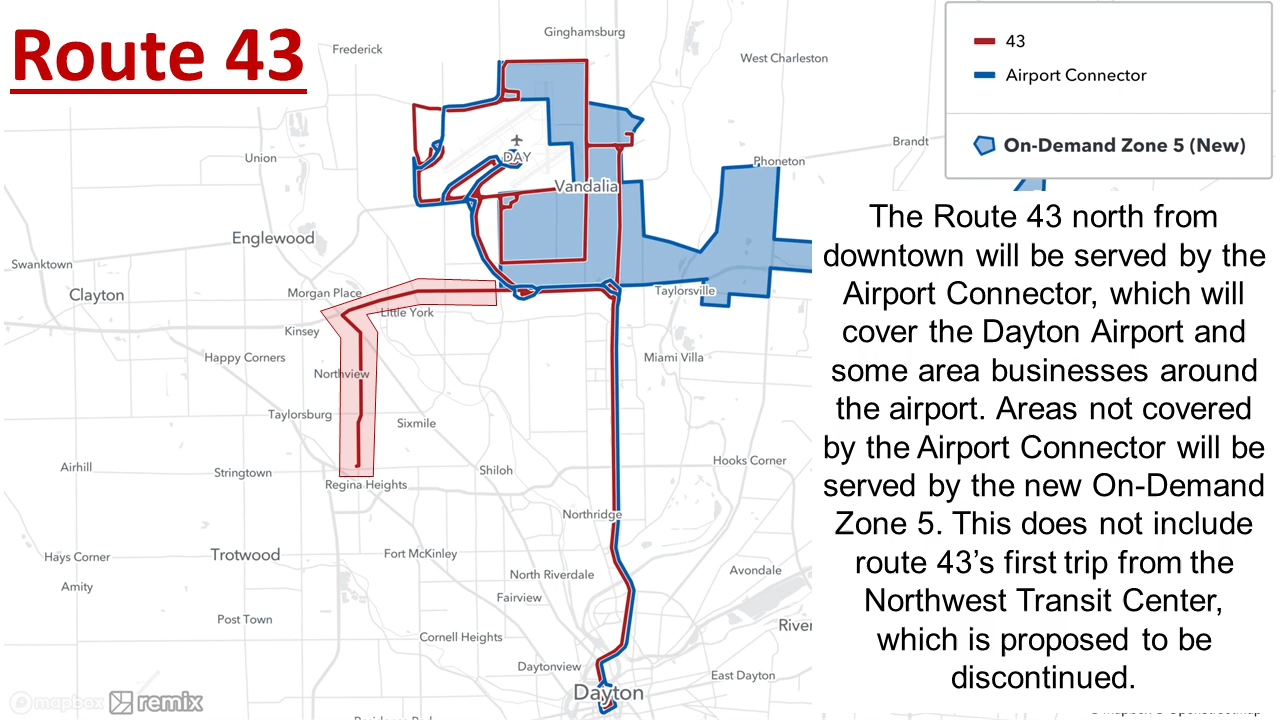 Route 43
43
Airport Connector
On-Demand Zone 5 (New)
The Route 43 north from
downtown will be served by the
Airport Connector, which will
cover the Dayton Airport and
some area businesses around
the airport. Areas not covered
by the Airport Connector will be
served by the new On-Demand
Zone 5. This does not include
route 43’s first trip from the
Northwest Transit Center,
which is proposed to be
discontinued.
Ginghamsburg
Frederick
West Charleston
Brandt
Union
DAY
Phoneton
Vandalia
Englewood
Swanktown
Clayton
Morgan Place
Taylorsville
Little York
Kinsey
Happy Corners
Miami Villa
Northview
Taylorsburg
Sixmile
Airhill
Stringtown
Shiloh
Hooks Corner
Regina Heights
Northridge
Hays Corner
Trotwood
Fort McKinley
Avondale
Amity
North Riverdale
Fairview
Post Town
Cornell Heights
River
Daytonview
East Dayton
Dayton
mapbox remix